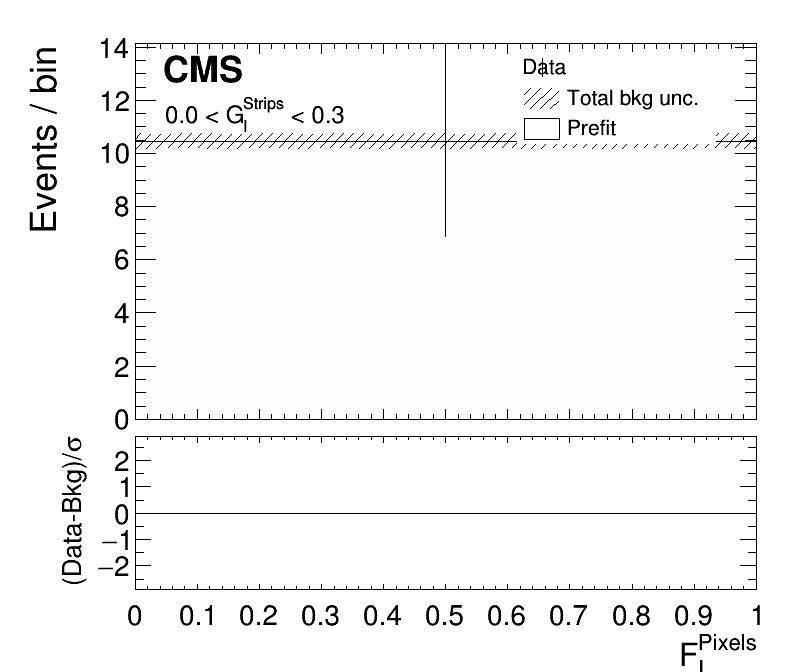 Events / bin
14
12
10
8
6
4
2
0
CMS
0.0 < G_I^Strips < 0.3
Data
Total bkg unc.
Prefit
(Data-Bkg)/σ
2
1
0
−1
−2
0 0.1 0.2 0.3 0.4 0.5 0.6 0.7 0.8 0.9 1
F_I^Pixels